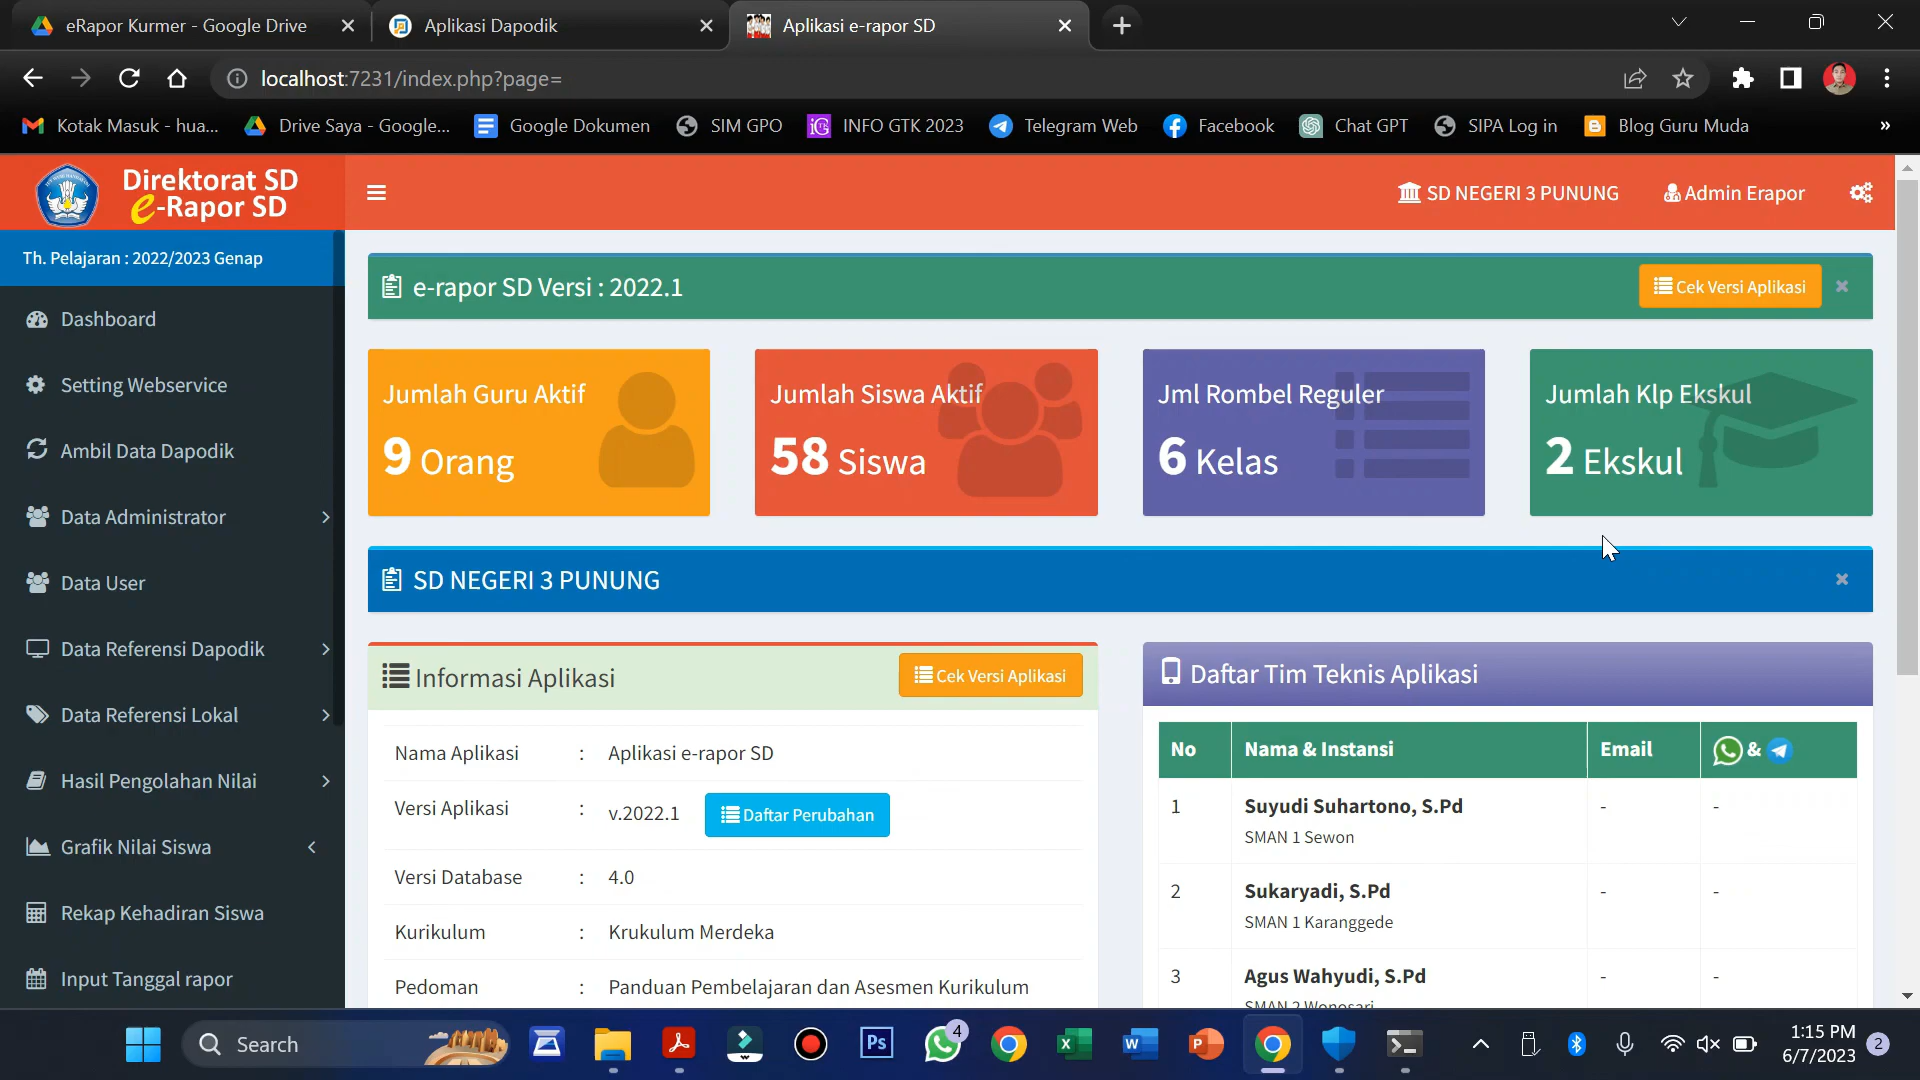 eRapor Kurmer - Google Drive
Aplikasi Dapodik
Aplikasi e-rapor SD
localhost:7231/index.php?page=
Kotak Masuk - hua...
Drive Saya - Google...
Google Dokumen
SIM GPO
INFO GTK 2023
Telegram Web
Facebook
Chat GPT
SIPA Log in
Blog Guru Muda
»
Direktorat SD
e-Rapor SD
SD NEGERI 3 PUNUNG
Admin Erapor
Th. Pelajaran : 2022/2023 Genap
Dashboard
Setting Webservice
Ambil Data Dapodik
Data Administrator
Data User
Data Referensi Dapodik
Data Referensi Lokal
Hasil Pengolahan Nilai
Grafik Nilai Siswa
Rekap Kehadiran Siswa
Input Tanggal rapor
e-rapor SD Versi : 2022.1
Cek Versi Aplikasi
Jumlah Guru Aktif
9 Orang
Jumlah Siswa Aktif
58 Siswa
Jml Rombel Reguler
6 Kelas
Jumlah Klp Ekskul
2 Ekskul
SD NEGERI 3 PUNUNG
Informasi Aplikasi
Cek Versi Aplikasi
Nama Aplikasi : Aplikasi e-rapor SD
Versi Aplikasi : v.2022.1 Daftar Perubahan
Versi Database : 4.0
Kurikulum : Krukulum Merdeka
Pedoman : Panduan Pembelajaran dan Asesmen Kurikulum
Daftar Tim Teknis Aplikasi
No Nama & Instansi Email &
1 Suyudi Suhartono, S.Pd - -
SMAN 1 Sewon
2 Sukaryadi, S.Pd - -
SMAN 1 Karanggede
3 Agus Wahyudi, S.Pd - -
SMAN 2 Wonosari
Search
Ps
4
1:15 PM
6/7/2023
2